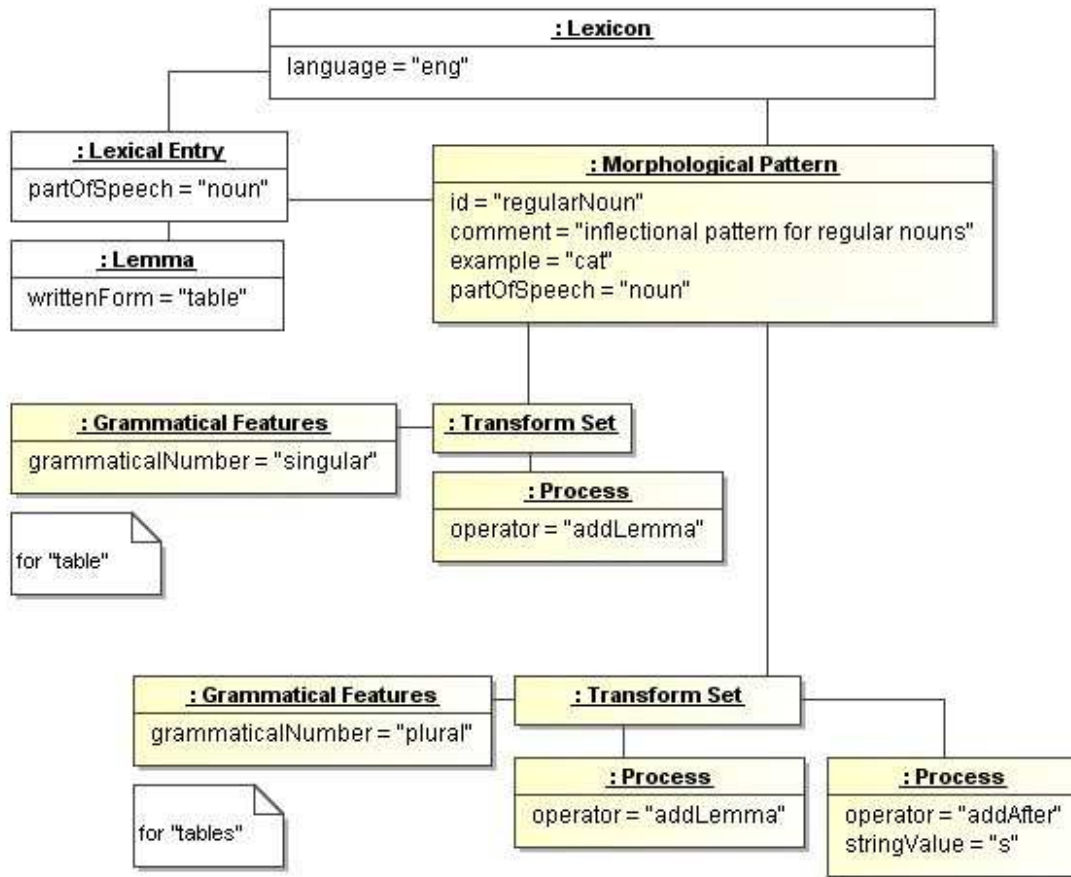 : Lexicon
language = "eng"
: Lexical Entry
partOfSpeech = "noun"
: Morphological Pattern
id = "regularNoun"
comment = "inflectional pattern for regular nouns"
example = "cat"
partOfSpeech = "noun"
: Lemma
writtenForm = "table"
: Grammatical Features
grammaticalNumber = "singular"
: Transform Set
: Process
operator = "addLemma"
for "table"
: Grammatical Features
grammaticalNumber = "plural"
: Transform Set
: Process
operator = "addLemma"
: Process
operator = "addAfter"
stringValue = "s"
for "tables"